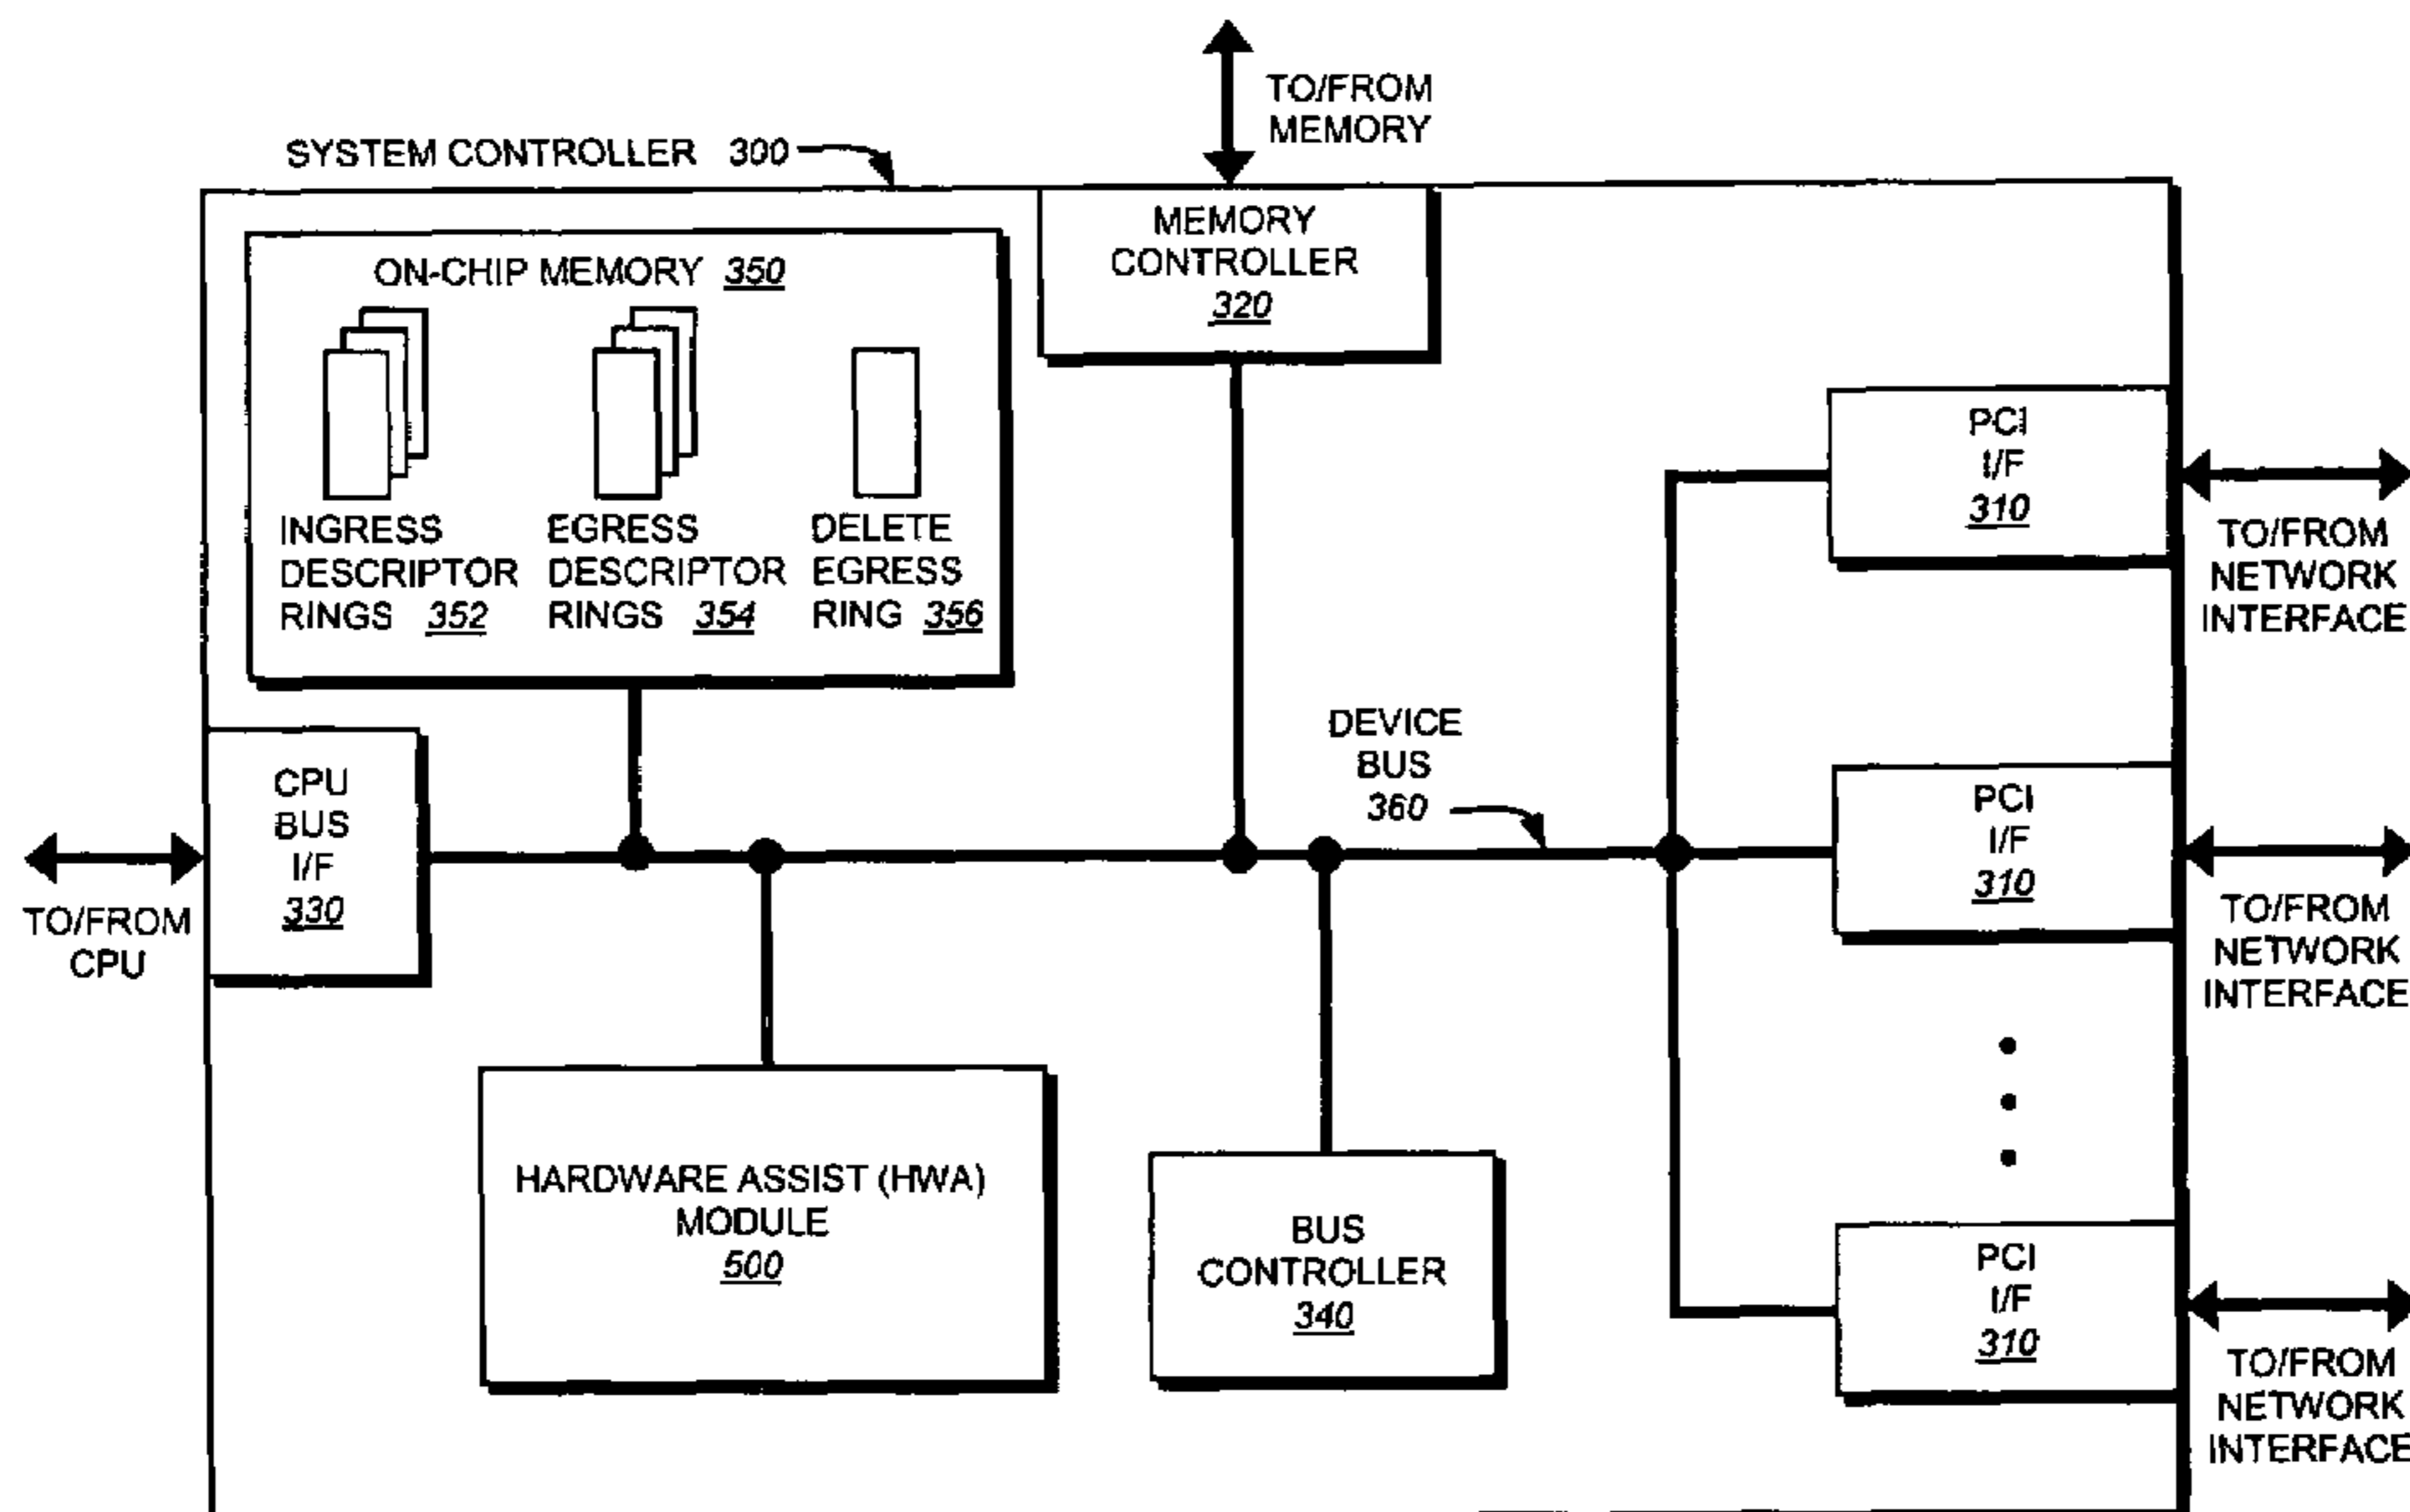 TO/FROM
MEMORY
SYSTEM CONTROLLER 300
MEMORY
CONTROLLER
320
ON-CHIP MEMORY 350
INGRESS
DESCRIPTOR
RINGS 352
EGRESS
DESCRIPTOR
RINGS 354
DELETE
EGRESS
RING 356
PCI
I/F
310
TO/FROM
NETWORK
INTERFACE
DEVICE
BUS
360
CPU
BUS
I/F
330
TO/FROM
CPU
PCI
I/F
310
TO/FROM
NETWORK
INTERFACE
HARDWARE ASSIST (HWA)
MODULE
500
BUS
CONTROLLER
340
PCI
I/F
310
TO/FROM
NETWORK
INTERFACE